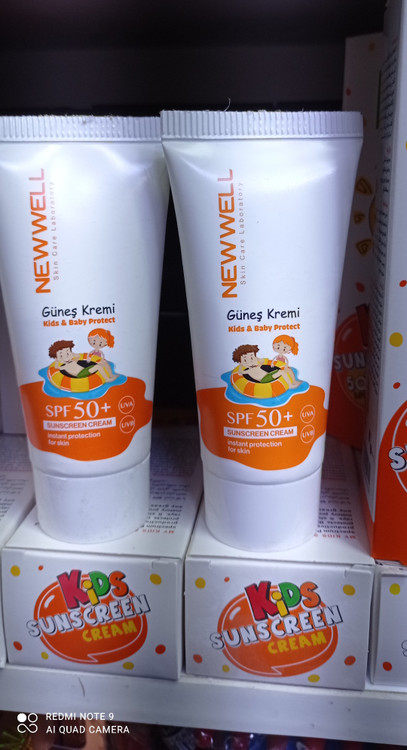 NEWWELL
Skin Care Laboratory
Güneş Kremi
Kids & Baby Protect
SPF 50+
UVA
UVB
SUNSCREEN CREAM
instant protection
for skin
NEWWELL
Skin Care Laboratory
Güneş Kremi
Kids & Baby Protect
SPF 50+
UVA
UVB
SUNSCREEN CREAM
instant protection
for skin
KiDS
SUNSCREEN
CREAM
KiDS
SUNSCREEN
CREAM
SUN
50
REDMI NOTE 9
AI QUAD CAMERA